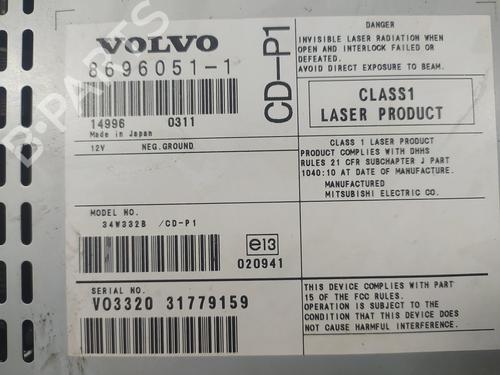 VOLVO
8696051-1
14996 0311
Made in Japan
12V NEG.GROUND
MODEL NO.
34W332B /CD-P1
e13
020941
SERIAL NO.
VO3320 31779159
CD-P1
DANGER
INVISIBLE LASER RADIATION WHEN
OPEN AND INTERLOCK FAILED OR
DEFEATED.
AVOID DIRECT EXPOSURE TO BEAM.
CLASS1
LASER PRODUCT
CLASS 1 LASER PRODUCT
PRODUCT COMPLIES WITH DHHS
RULES 21 CFR SUBCHAPTER J PART
1040:10 AT DATE OF MANUFACTURE.
MANUFACTURED
MITSUBISHI ELECTRIC CO.
THIS DEVICE COMPLIES WITH PART
15 OF THE FCC RULES.
OPERATION IS SUBJECT TO THE
CONDITION THAT THIS DEVICE DOES
NOT CAUSE HARMFUL INTERFERENCE.
B-PARTS